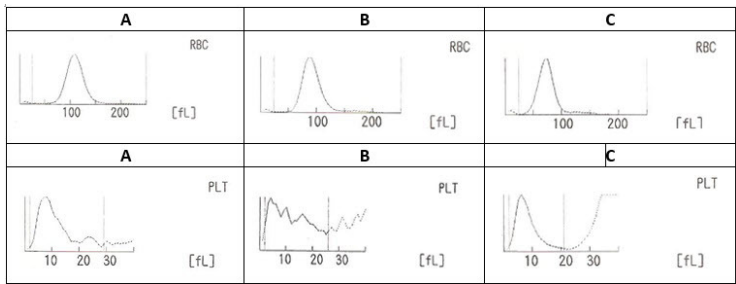 A B C
RBC RBC RBC
100 200 [fL] 100 200 [fL] 100 200 [fL]
A B C
PLT PLT PLT
10 20 30 [fL] 10 20 30 [fL] 10 20 30 [fL]